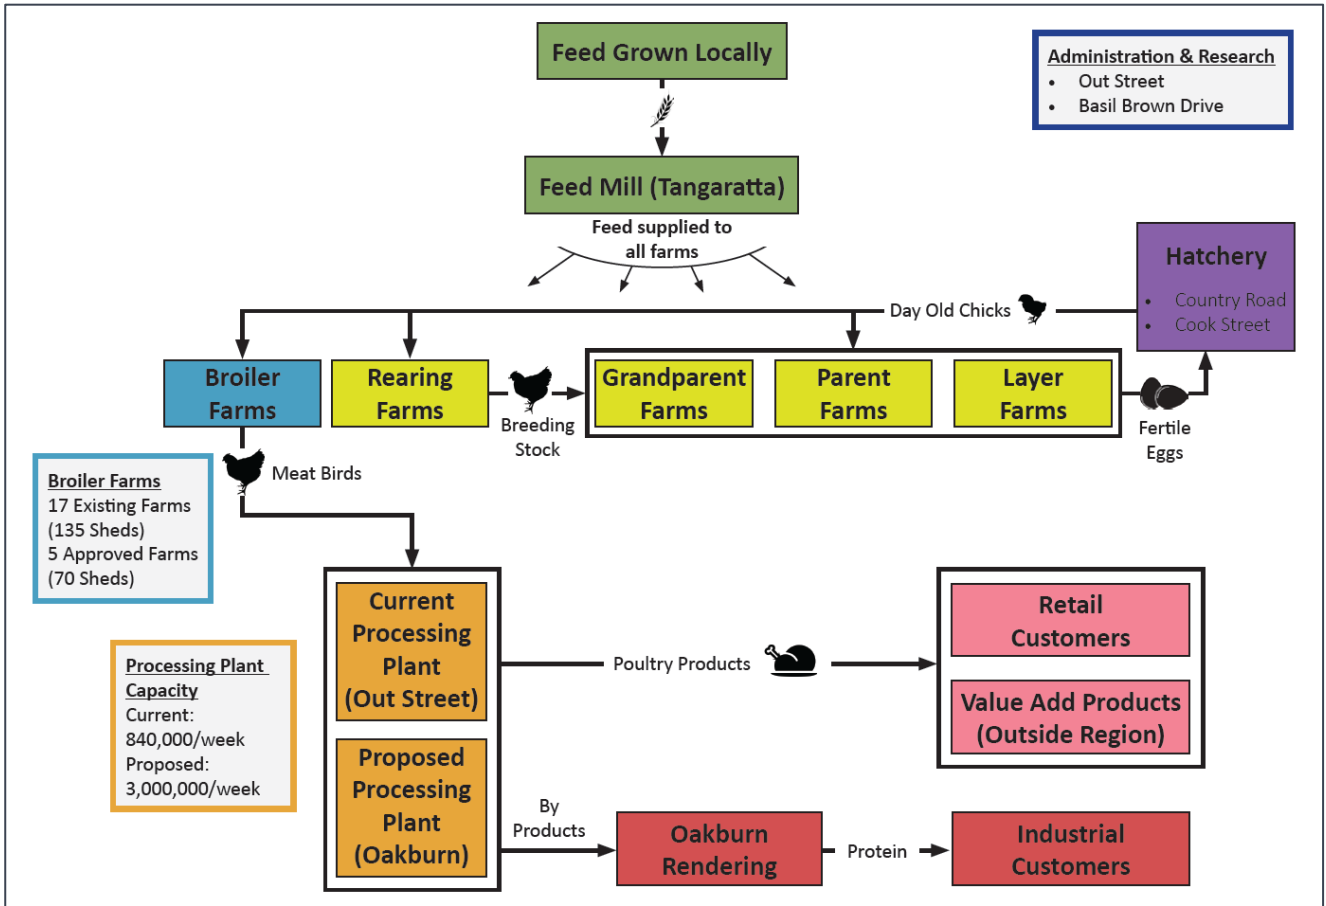 Feed Grown Locally
Administration & Research
• Out Street
• Basil Brown Drive
Feed Mill (Tangaratta)
Feed supplied to
all farms
Hatchery
• Country Road
• Cook Street
Day Old Chicks
Broiler
Farms
Rearing
Farms
Breeding
Stock
Grandparent
Farms
Parent
Farms
Layer
Farms
Fertile
Eggs
Meat Birds
Broiler Farms
17 Existing Farms
(135 Sheds)
5 Approved Farms
(70 Sheds)
Current
Processing
Plant
(Out Street)
Poultry Products
Retail
Customers
Value Add Products
(Outside Region)
Processing Plant
Capacity
Current:
840,000/week
Proposed:
3,000,000/week
Proposed
Processing
Plant
(Oakburn)
By
Products
Oakburn
Rendering
Protein
Industrial
Customers